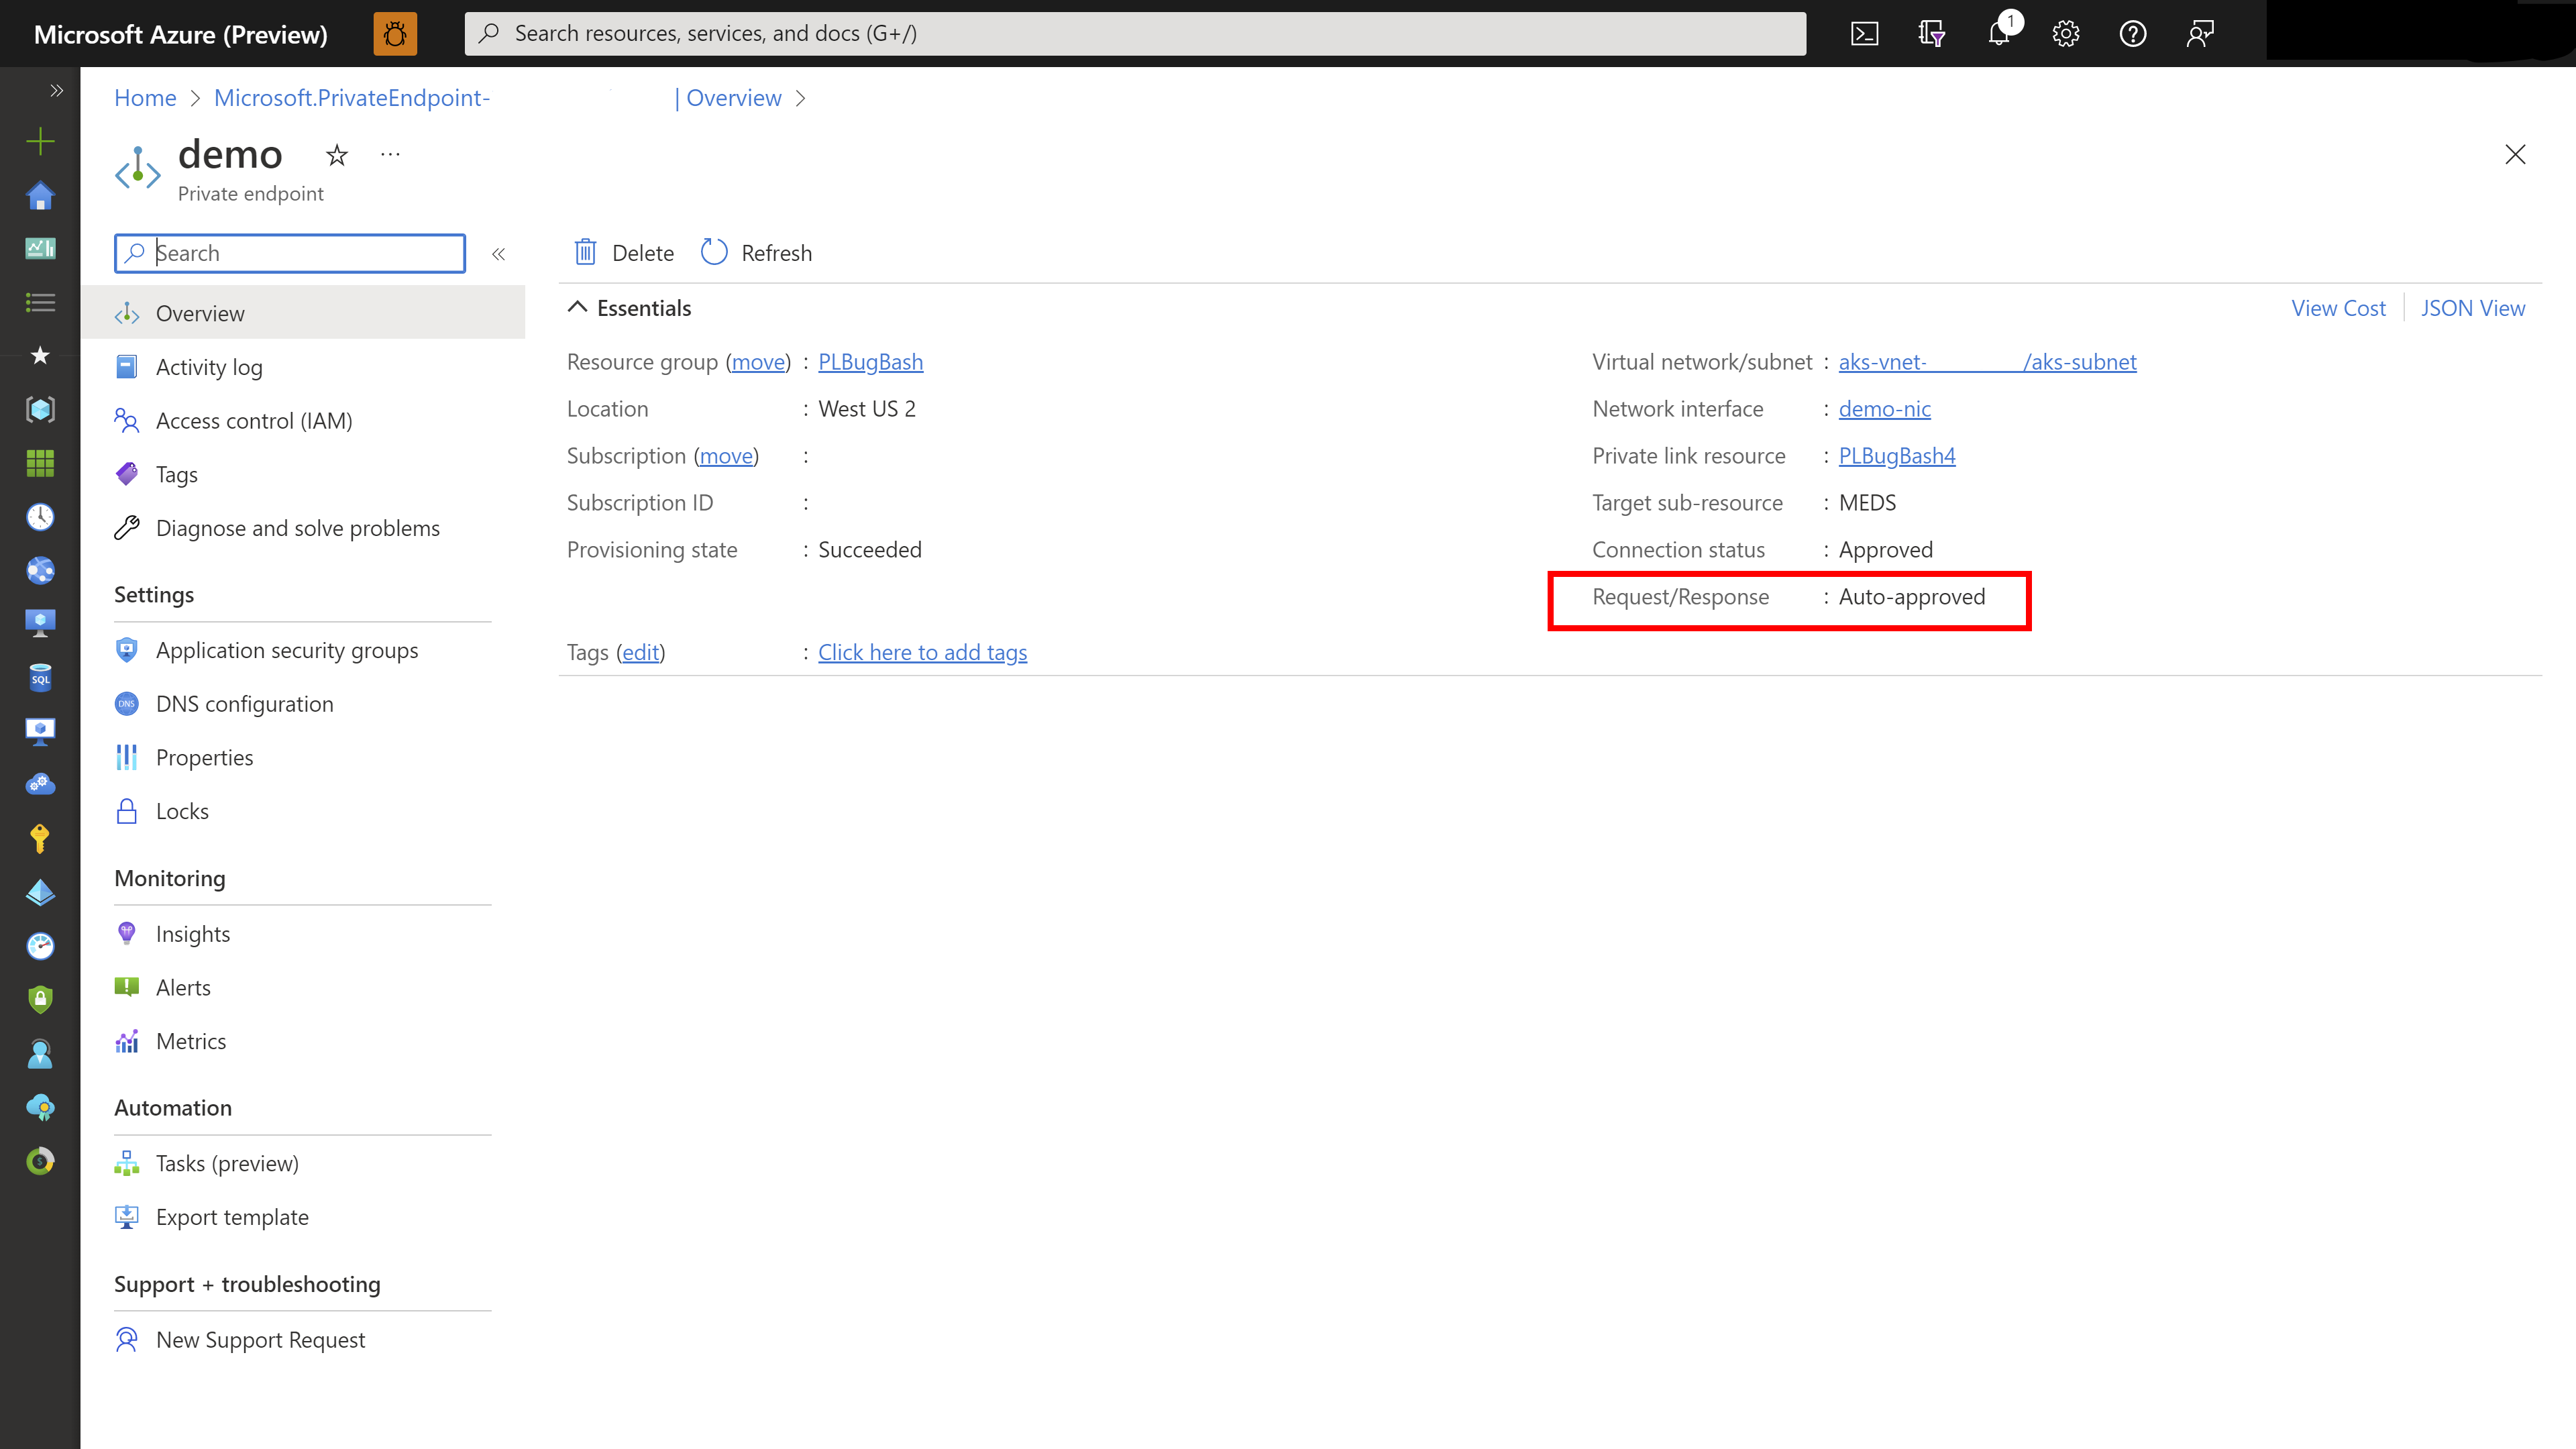 Microsoft Azure (Preview)
Search resources, services, and docs (G+/)
1
Home > Microsoft.PrivateEndpoint- | Overview >
demo
Private endpoint
Search
Overview
Activity log
Access control (IAM)
Tags
Diagnose and solve problems
Settings
Application security groups
DNS
DNS configuration
Properties
Locks
Monitoring
Insights
Alerts
Metrics
Automation
Tasks (preview)
Export template
Support + troubleshooting
New Support Request
SQL
Delete
Refresh
Essentials
View Cost
JSON View
Resource group (move) : PLBugBash
Location : West US 2
Subscription (move) :
Subscription ID :
Provisioning state : Succeeded
Virtual network/subnet : aks-vnet- /aks-subnet
Network interface : demo-nic
Private link resource : PLBugBash4
Target sub-resource : MEDS
Connection status : Approved
Request/Response : Auto-approved
Tags (edit) : Click here to add tags